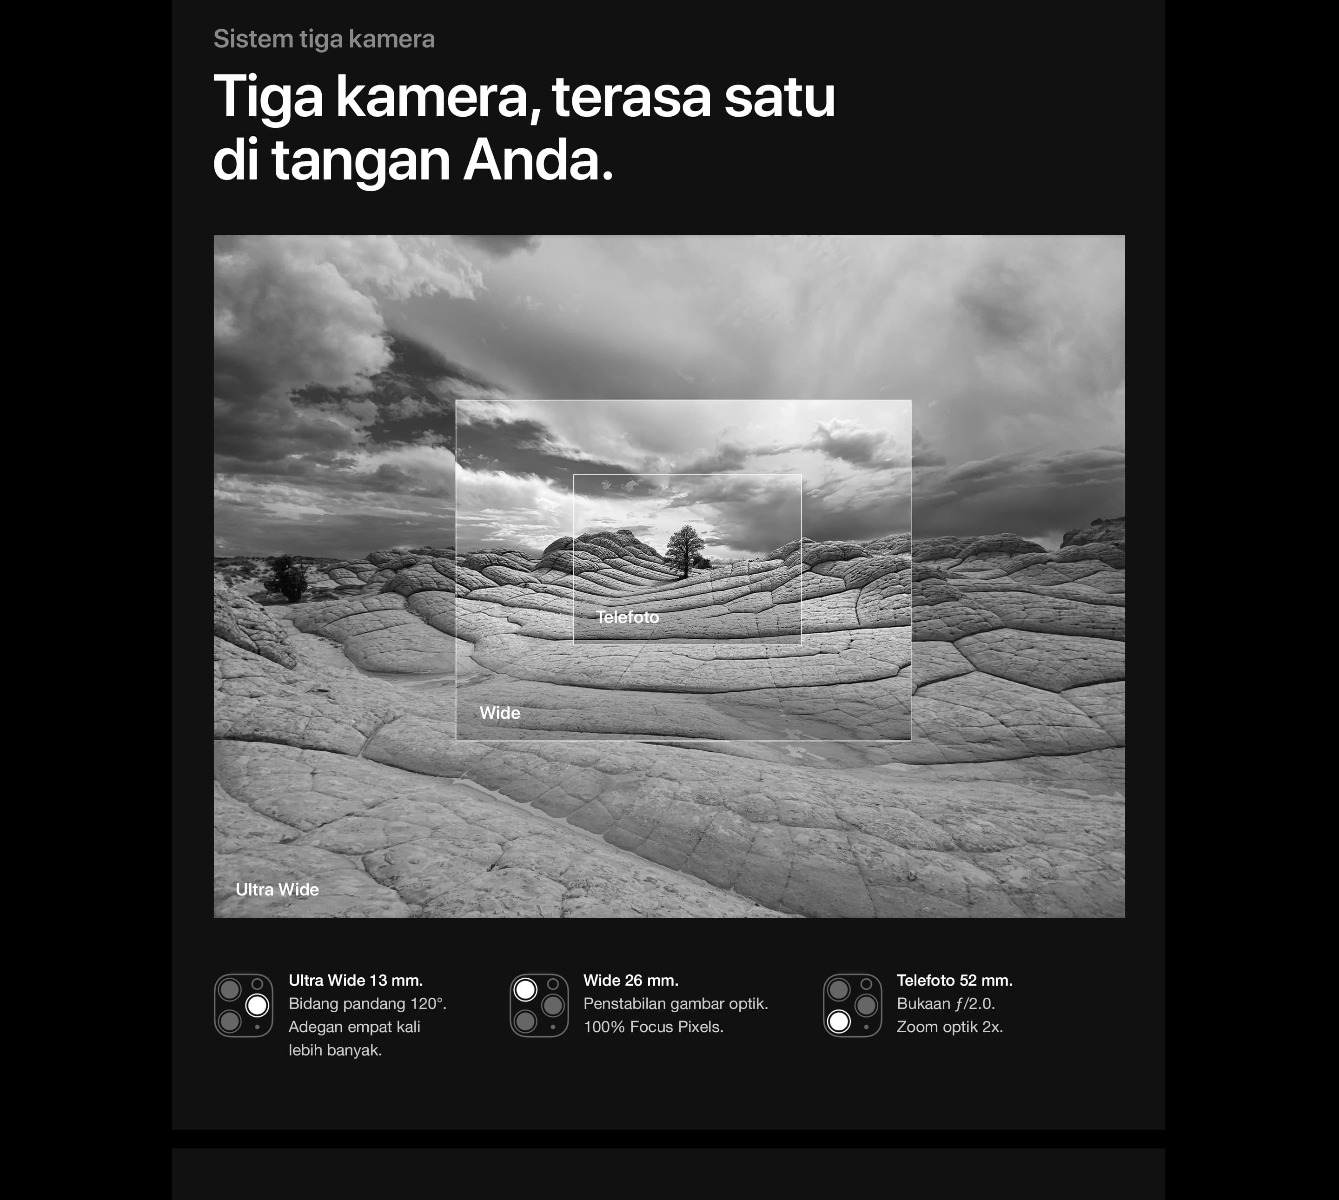 Sistem tiga kamera
Tiga kamera, terasa satu
di tangan Anda.
Telefoto
Wide
Ultra Wide
Ultra Wide 13 mm.
Bidang pandang 120°.
Adegan empat kali
lebih banyak.
Wide 26 mm.
Penstabilan gambar optik.
100% Focus Pixels.
Telefoto 52 mm.
Bukaan ƒ/2.0.
Zoom optik 2x.